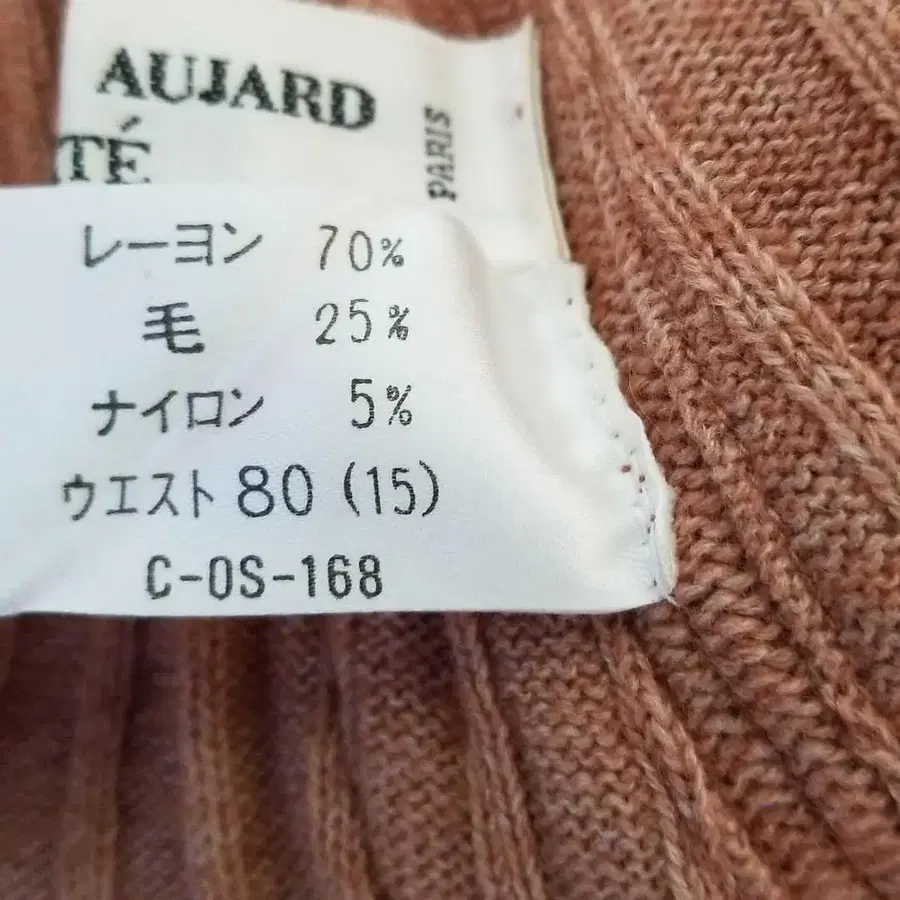 AUJARD
TÉ
PARIS
レーヨン 70%
毛 25%
ナイロン 5%
ウエスト 80 (15)
C-OS-168